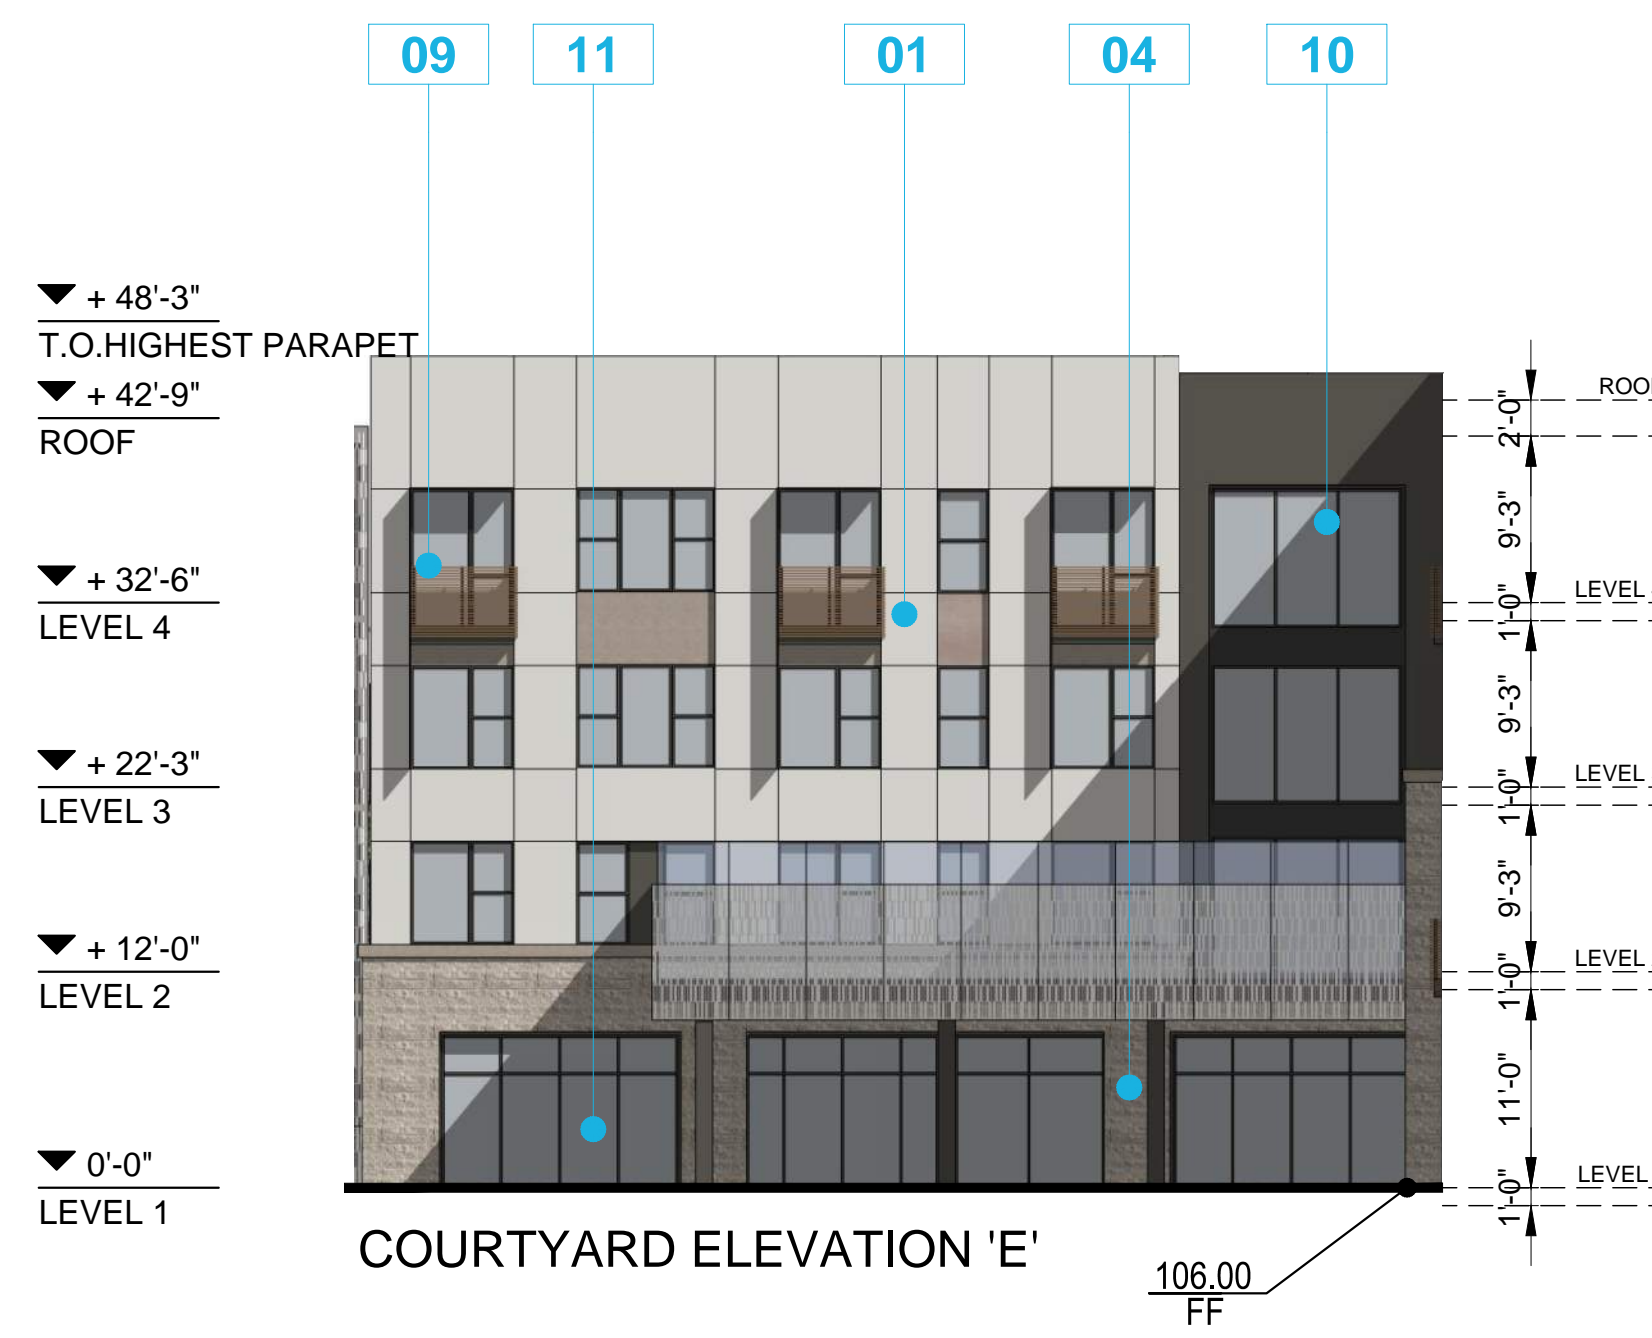 09 11 01 04 10
+ 48'-3"
T.O.HIGHEST PARAPET
+ 42'-9"
ROOF
+ 32'-6"
LEVEL 4
+ 22'-3"
LEVEL 3
+ 12'-0"
LEVEL 2
0'-0"
LEVEL 1
2'-0"
9'-3"
1'-0"
9'-3"
1'-0"
9'-3"
1'-0"
11'-0"
1'-0"
LEVEL
LEVEL
LEVEL
LEVEL
COURTYARD ELEVATION 'E'
106.00
FF